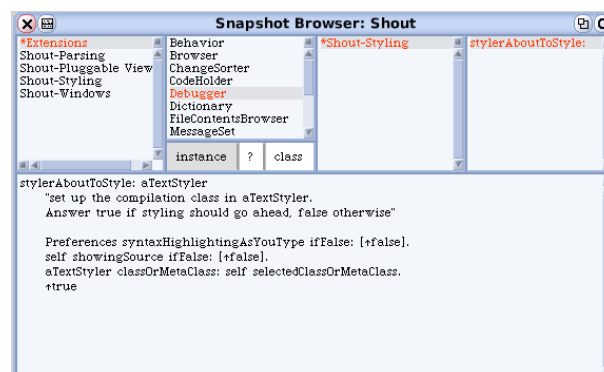 Snapshot Browser: Shout
*Extensions
Shout-Parsing
Shout-Pluggable View
Shout-Styling
Shout-Windows
Behavior
Browser
ChangeSorter
CodeHolder
Debugger
Dictionary
FileContentsBrowser
MessageSet
instance ? class
*Shout-Styling
stylerAboutToStyle:
stylerAboutToStyle: aTextStyler
"set up the compilation class in aTextStyler.
Answer true if styling should go ahead, false otherwise"
Preferences syntaxHighlightingAsYouType ifFalse: [↑false].
self showingSource ifFalse: [↑false].
aTextStyler classOrMetaClass: self selectedClassOrMetaClass.
↑true